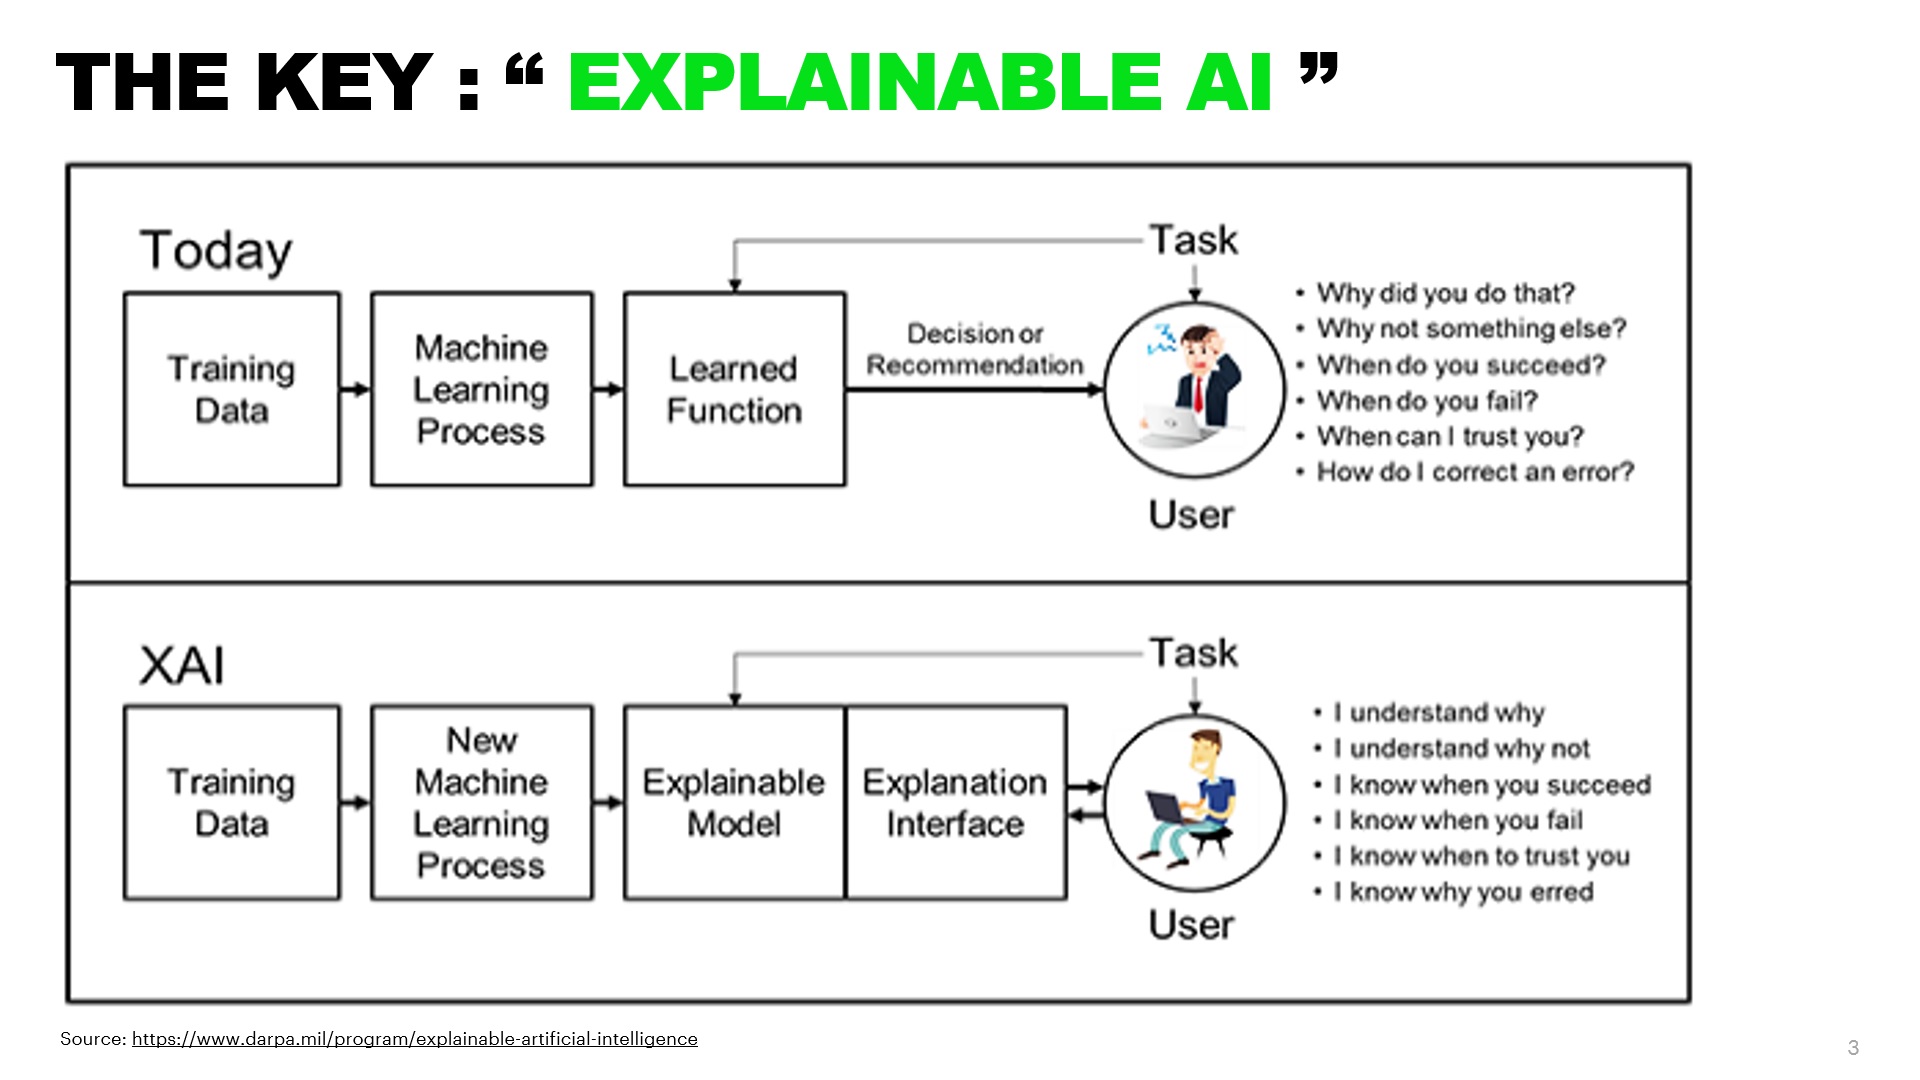 THE KEY : “ EXPLAINABLE AI ”
Today
Training
Data
Machine
Learning
Process
Learned
Function
Decision or
Recommendation
Task
User
• Why did you do that?
• Why not something else?
• When do you succeed?
• When do you fail?
• When can I trust you?
• How do I correct an error?
XAI
Training
Data
New
Machine
Learning
Process
Explainable
Model
Explanation
Interface
Task
User
• I understand why
• I understand why not
• I know when you succeed
• I know when you fail
• I know when to trust you
• I know why you erred
Source: https://www.darpa.mil/program/explainable-artificial-intelligence
3